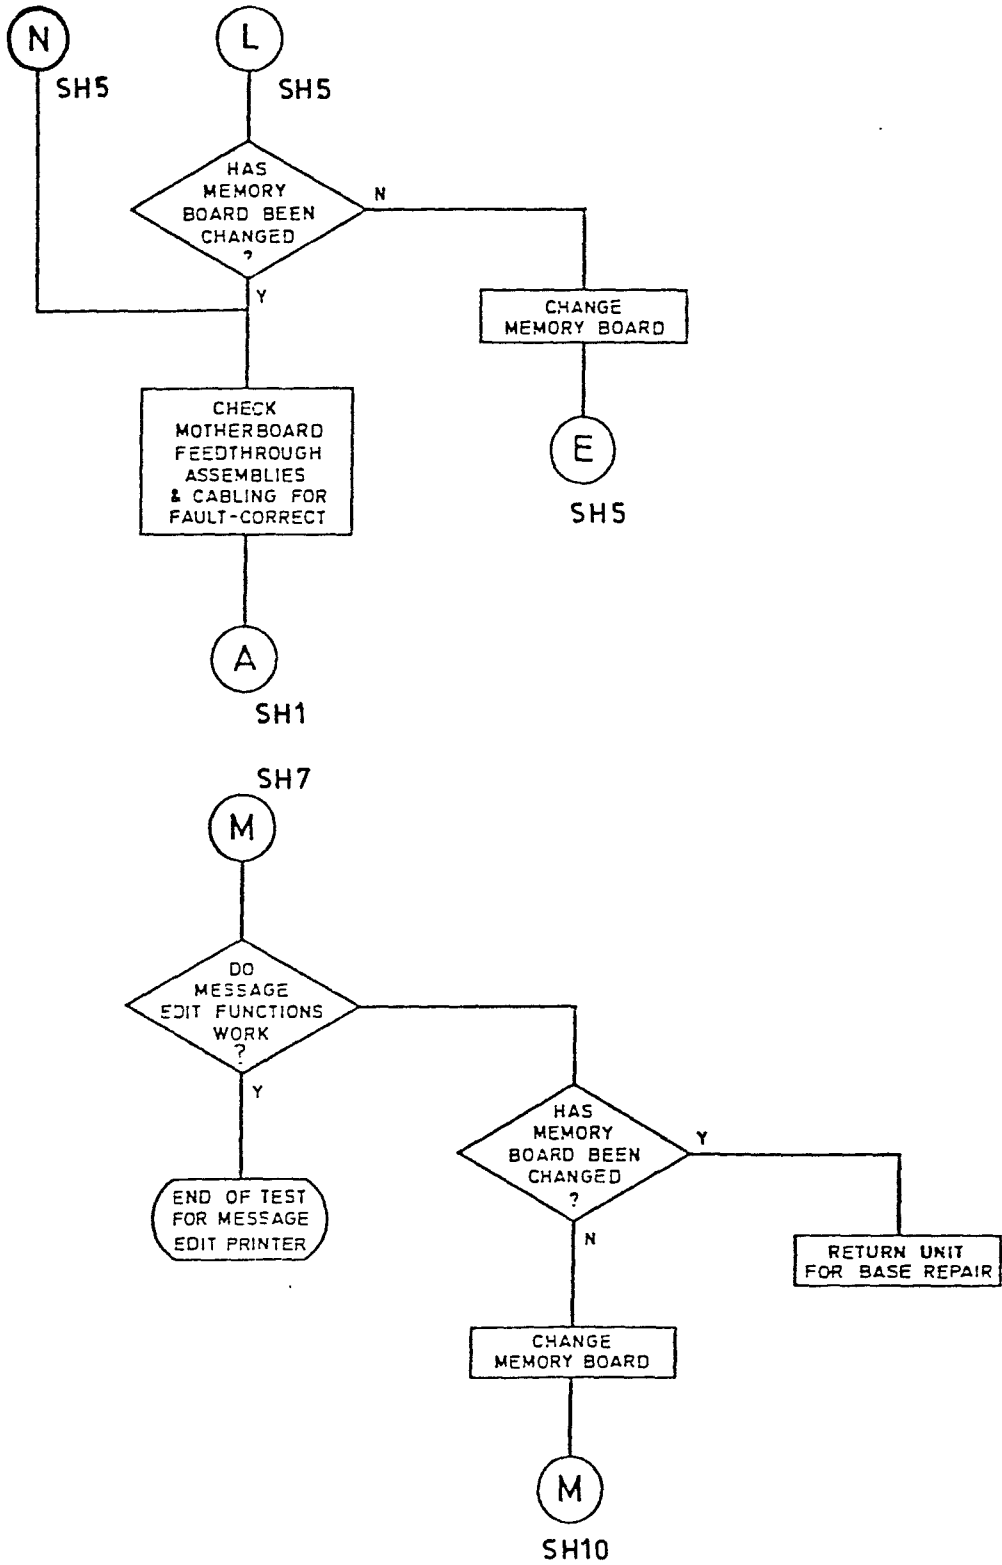 N
SH5
L
SH5
HAS
MEMORY
BOARD BEEN
CHANGED
?
N
Y
CHANGE
MEMORY BOARD
E
SH5
CHECK
MOTHERBOARD
FEEDTHROUGH
ASSEMBLIES
& CABLING FOR
FAULT-CORRECT
A
SH1
SH7
M
DO
MESSAGE
EDIT FUNCTIONS
WORK
?
Y
END OF TEST
FOR MESSAGE
EDIT PRINTER
HAS
MEMORY
BOARD BEEN
CHANGED
?
Y
N
RETURN UNIT
FOR BASE REPAIR
CHANGE
MEMORY BOARD
M
SH10